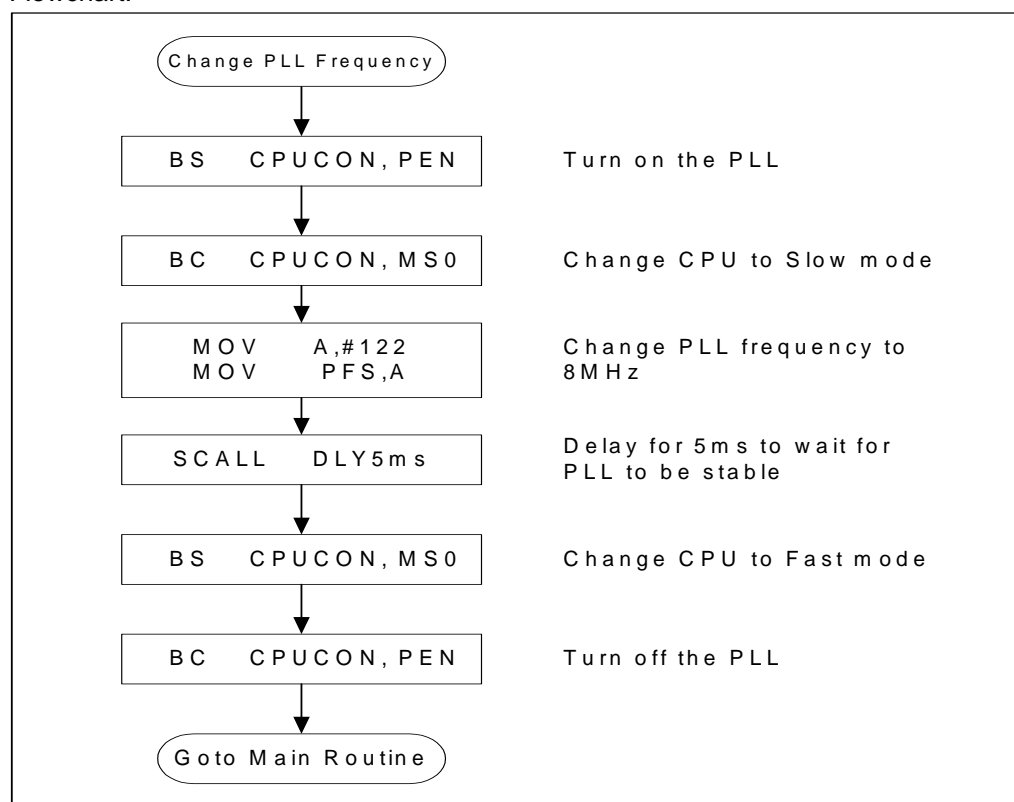 Change PLL Frequency
BS CPUCON, PEN
Turn on the PLL
BC CPUCON, MS0
Change CPU to Slow mode
MOV A,#122
MOV PFS,A
Change PLL frequency to
8MHz
SCALL DLY5ms
Delay for 5ms to wait for
PLL to be stable
BS CPUCON, MS0
Change CPU to Fast mode
BC CPUCON, PEN
Turn off the PLL
Goto Main Routine